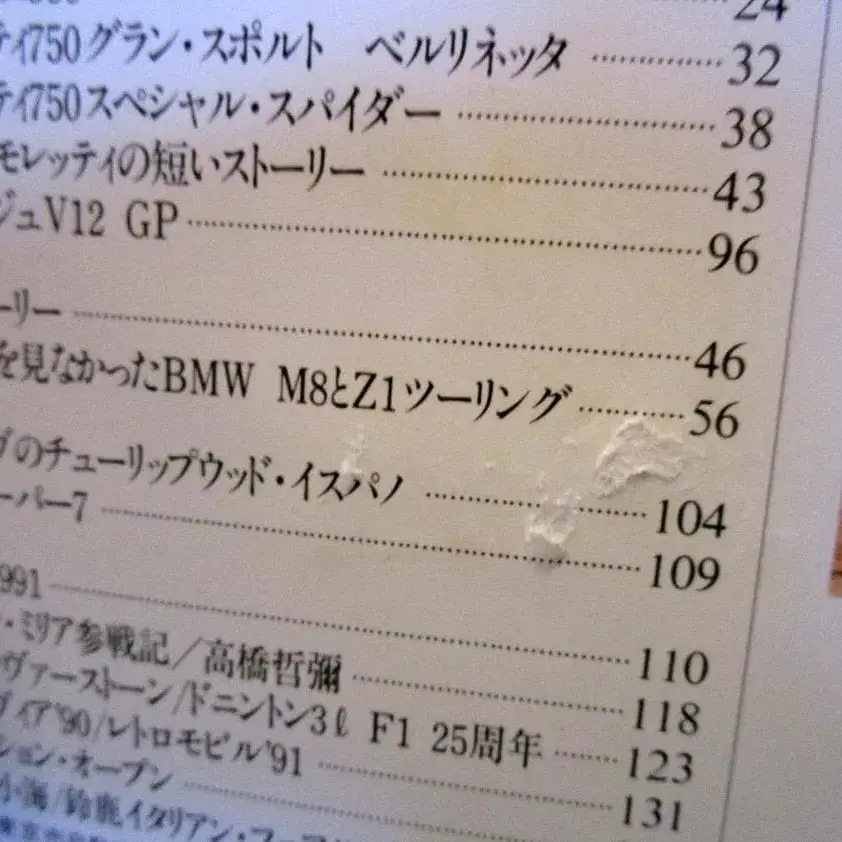 24
ティ750グラン・スポルト ベルリネッタ …… 32
ティ750スペシャル・スパイダー …… 38
モレッティの短いストーリー …… 43
ジュV12 GP …… 96
ーリー …… 46
を見なかったBMW M8とZ1ツーリング …… 56
のチューリップウッド・イスパノ …… 104
ーパー7 …… 109
991 …… 110
・ミリア参戦記/高橋哲彌 …… 118
ヴァーストーン/ドニントン3ℓ F1 25周年 …… 123
'90/レトロモビル'91 …… 131
ション・オープン
小海/鈴鹿イタリアン・